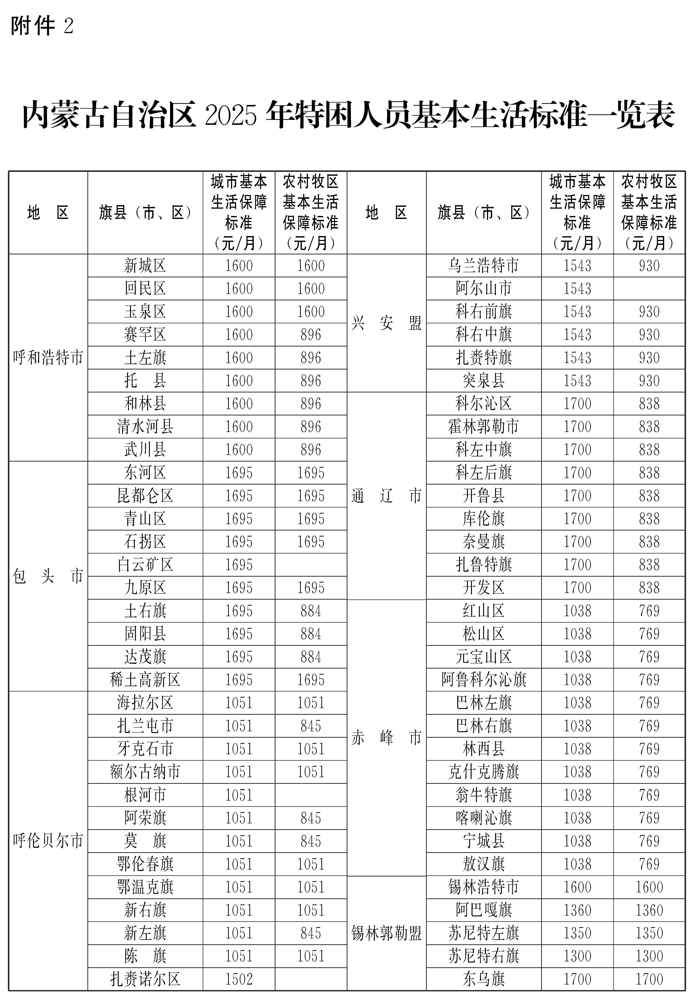 附件 2
内蒙古自治区 2025 年特困人员基本生活标准一览表
地　区 旗县（市、区） 城市基本生活保障标准（元/月） 农村牧区基本生活保障标准（元/月） 地　区 旗县（市、区） 城市基本生活保障标准（元/月） 农村牧区基本生活保障标准（元/月）
呼和浩特市 新城区 1600 1600 兴　安　盟 乌兰浩特市 1543 930
回民区 1600 1600 阿尔山市 1543
玉泉区 1600 1600 科右前旗 1543 930
赛罕区 1600 896 科右中旗 1543 930
土左旗 1600 896 扎赉特旗 1543 930
托　县 1600 896 突泉县 1543 930
和林县 1600 896 通　辽　市 科尔沁区 1700 838
清水河县 1600 896 霍林郭勒市 1700 838
武川县 1600 896 科左中旗 1700 838
包　头　市 东河区 1695 1695 科左后旗 1700 838
昆都仑区 1695 1695 开鲁县 1700 838
青山区 1695 1695 库伦旗 1700 838
石拐区 1695 1695 奈曼旗 1700 838
白云矿区 1695 扎鲁特旗 1700 838
九原区 1695 1695 开发区 1700 838
土右旗 1695 884 赤　峰　市 红山区 1038 769
固阳县 1695 884 松山区 1038 769
达茂旗 1695 884 元宝山区 1038 769
稀土高新区 1695 1695 阿鲁科尔沁旗 1038 769
呼伦贝尔市 海拉尔区 1051 1051 巴林左旗 1038 769
扎兰屯市 1051 845 巴林右旗 1038 769
牙克石市 1051 1051 林西县 1038 769
额尔古纳市 1051 1051 克什克腾旗 1038 769
根河市 1051 翁牛特旗 1038 769
阿荣旗 1051 845 喀喇沁旗 1038 769
莫　旗 1051 845 宁城县 1038 769
鄂伦春旗 1051 1051 敖汉旗 1038 769
鄂温克旗 1051 1051 锡林郭勒盟 锡林浩特市 1600 1600
新右旗 1051 1051 阿巴嘎旗 1360 1360
新左旗 1051 845 苏尼特左旗 1350 1350
陈　旗 1051 1051 苏尼特右旗 1300 1300
扎赉诺尔区 1502 东乌旗 1700 1700